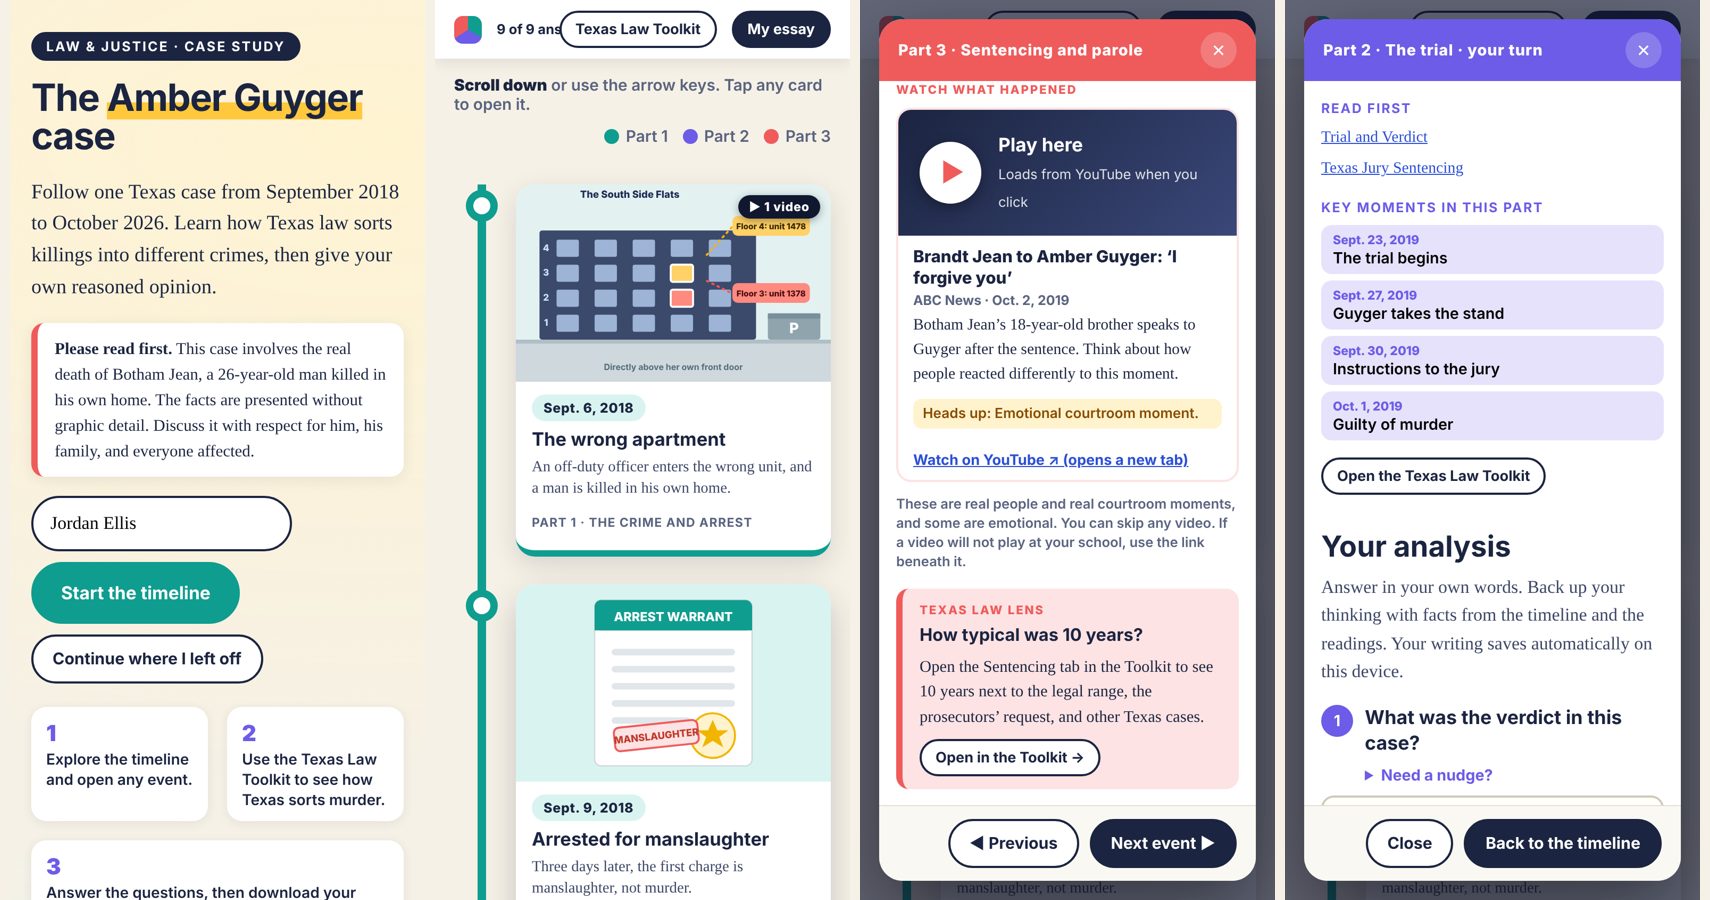 LAW & JUSTICE · CASE STUDY
The Amber Guyger
case
Follow one Texas case from September 2018
to October 2026. Learn how Texas law sorts
killings into different crimes, then give your
own reasoned opinion.
Please read first. This case involves the real
death of Botham Jean, a 26-year-old man killed in
his own home. The facts are presented without
graphic detail. Discuss it with respect for him, his
family, and everyone affected.
Jordan Ellis
Start the timeline
Continue where I left off
1
Explore the timeline
and open any event.
2
Use the Texas Law
Toolkit to see how
Texas sorts murder.
3
Answer the questions, then download your
9 of 9 ans
Texas Law Toolkit
My essay
Scroll down or use the arrow keys. Tap any card
to open it.
Part 1
Part 2
Part 3
The South Side Flats
▶ 1 video
Floor 4: unit 1478
4
3
2
1
Floor 3: unit 1378
P
Directly above her own front door
Sept. 6, 2018
The wrong apartment
An off-duty officer enters the wrong unit, and
a man is killed in his own home.
PART 1 · THE CRIME AND ARREST
ARREST WARRANT
MANSLAUGHTER
Sept. 9, 2018
Arrested for manslaughter
Three days later, the first charge is
manslaughter, not murder.
Part 3 · Sentencing and parole
✕
WATCH WHAT HAPPENED
Play here
Loads from YouTube when you
click
Brandt Jean to Amber Guyger: ‘I
forgive you’
ABC News · Oct. 2, 2019
Botham Jean’s 18-year-old brother speaks to
Guyger after the sentence. Think about how
people reacted differently to this moment.
Heads up: Emotional courtroom moment.
Watch on YouTube ↗ (opens a new tab)
These are real people and real courtroom moments,
and some are emotional. You can skip any video. If
a video will not play at your school, use the link
beneath it.
TEXAS LAW LENS
How typical was 10 years?
Open the Sentencing tab in the Toolkit to see
10 years next to the legal range, the
prosecutors’ request, and other Texas cases.
Open in the Toolkit →
◀ Previous
Next event ▶
manslaughter, not murder.
Part 2 · The trial · your turn
✕
READ FIRST
Trial and Verdict
Texas Jury Sentencing
KEY MOMENTS IN THIS PART
Sept. 23, 2019
The trial begins
Sept. 27, 2019
Guyger takes the stand
Sept. 30, 2019
Instructions to the jury
Oct. 1, 2019
Guilty of murder
Open the Texas Law Toolkit
Your analysis
Answer in your own words. Back up your
thinking with facts from the timeline and the
readings. Your writing saves automatically on
this device.
1
What was the verdict in this
case?
▶ Need a nudge?
Close
Back to the timeline
manslaughter, not murder.